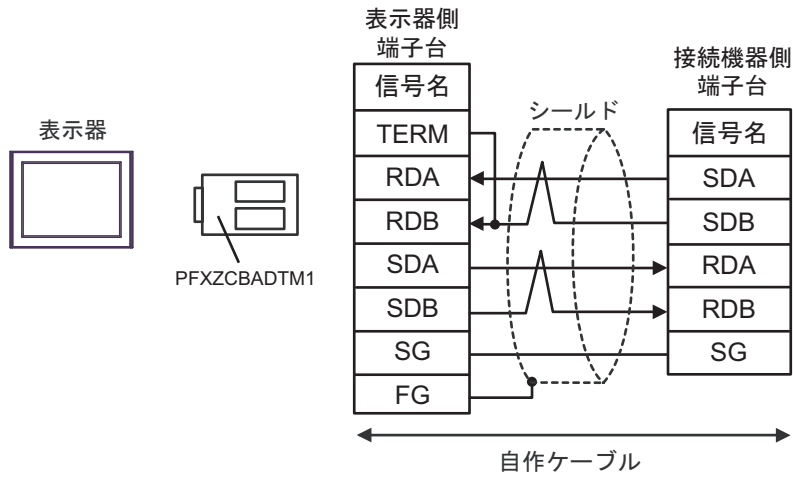 表示器
PFXZCBADTM1
表示器側
端子台
信号名
TERM
RDA
RDB
SDA
SDB
SG
FG
シールド
接続機器側
端子台
信号名
SDA
SDB
RDA
RDB
SG
自作ケーブル